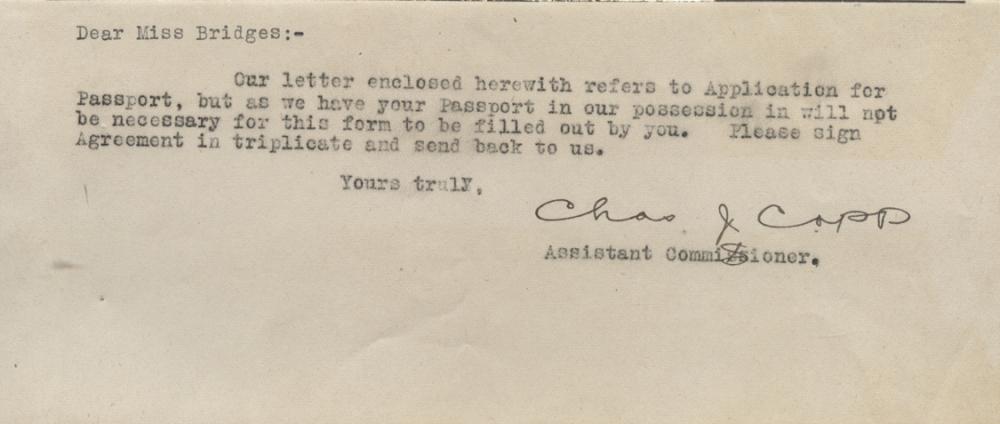 Dear Miss Bridges:-
Our letter enclosed herewith refers to Application for
Passport, but as we have your Passport in our possession in will not
be necessary for this form to be filled out by you. Please sign
Agreement in triplicate and send back to us.
Yours truly,
Chas J Copp
Assistant Commissioner.